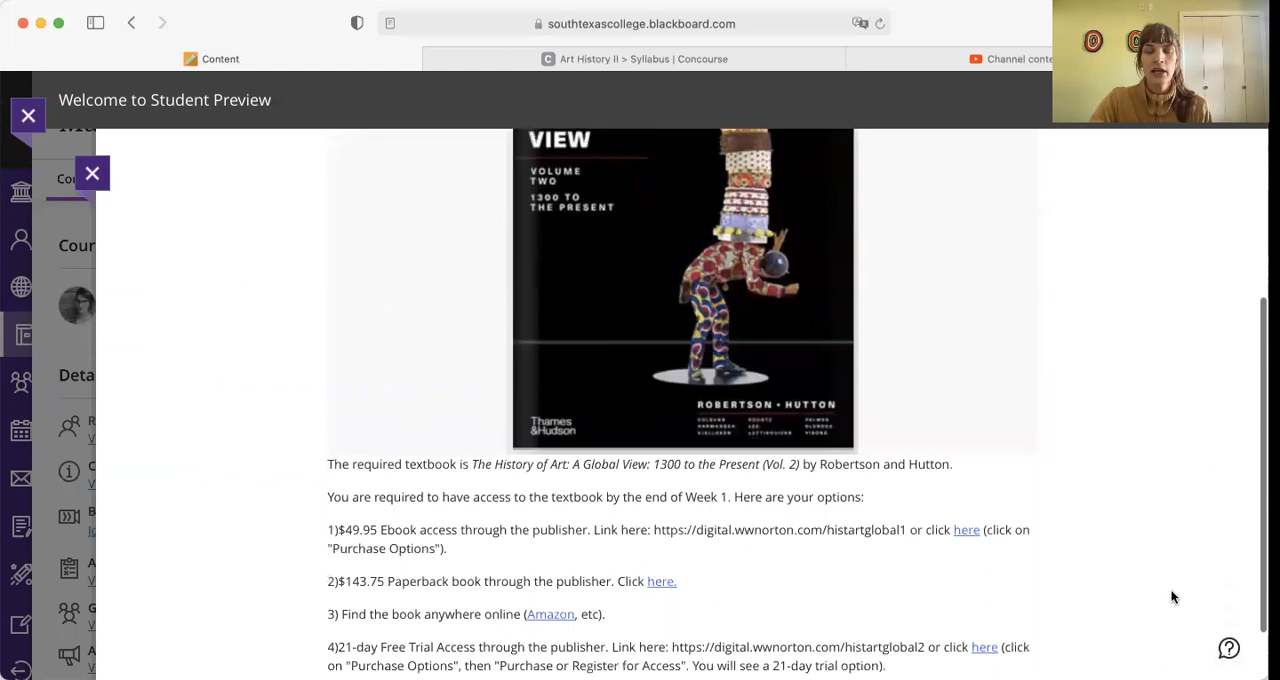 southtexascollege.blackboard.com
Content
Art History II > Syllabus | Concourse
Channel conte
Welcome to Student Preview
Cou
Cour
Deta
VIEW
VOLUME
TWO
1300 TO
THE PRESENT
ROBERTSON + HUTTON
Thames
&Hudson
The required textbook is The History of Art: A Global View: 1300 to the Present (Vol. 2) by Robertson and Hutton.
You are required to have access to the textbook by the end of Week 1. Here are your options:
1)$49.95 Ebook access through the publisher. Link here: https://digital.wwnorton.com/histartglobal1 or click here (click on
"Purchase Options").
2)$143.75 Paperback book through the publisher. Click here.
3) Find the book anywhere online (Amazon, etc).
4)21-day Free Trial Access through the publisher. Link here: https://digital.wwnorton.com/histartglobal2 or click here (click
on "Purchase Options", then "Purchase or Register for Access". You will see a 21-day trial option).